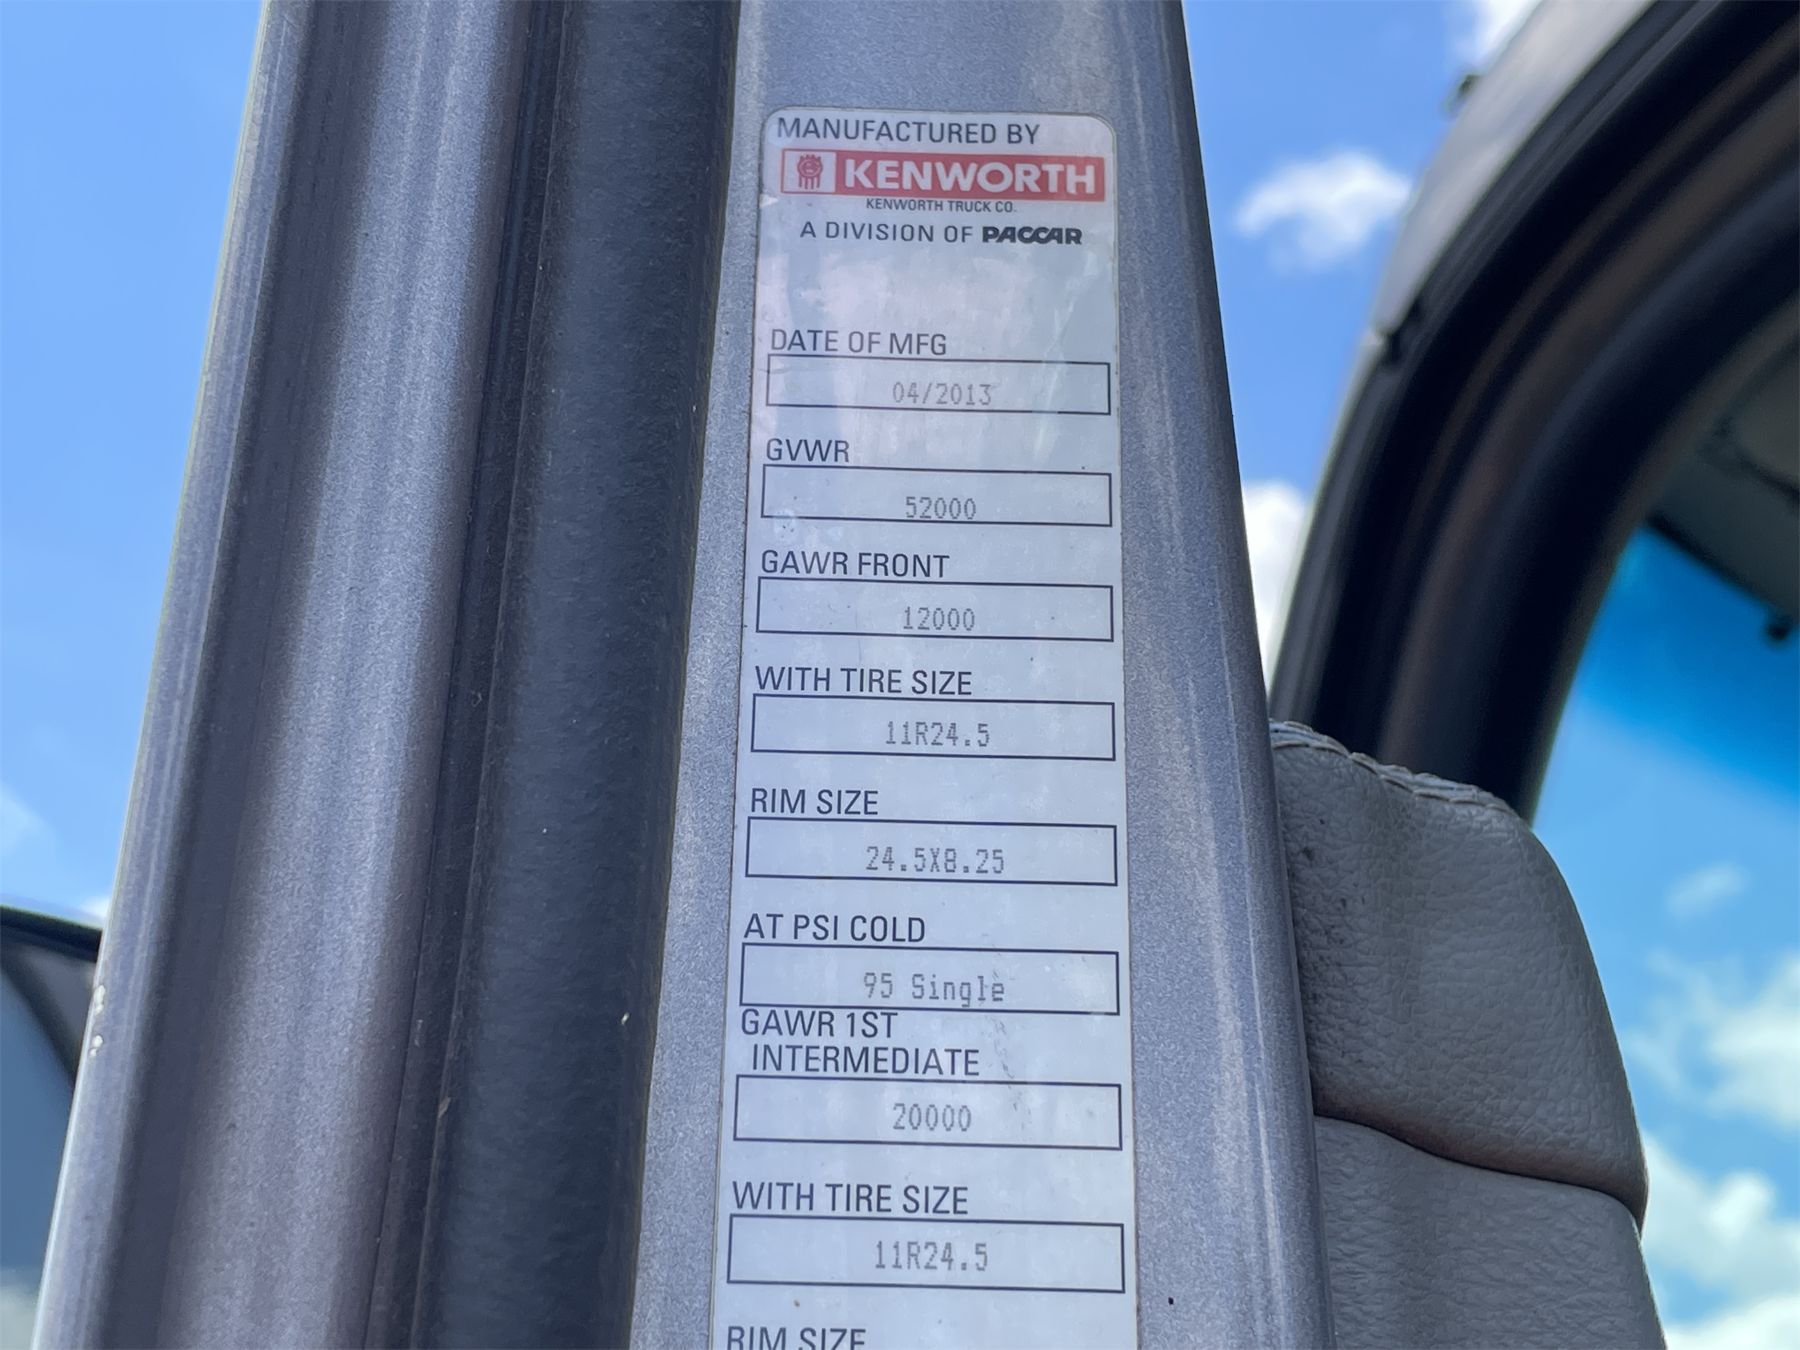 MANUFACTURED BY
KENWORTH
KENWORTH TRUCK CO.
A DIVISION OF PACCAR
DATE OF MFG
04/2013
GVWR
52000
GAWR FRONT
12000
WITH TIRE SIZE
11R24.5
RIM SIZE
24.5X8.25
AT PSI COLD
95 Single
GAWR 1ST
INTERMEDIATE
20000
WITH TIRE SIZE
11R24.5
RIM SIZE